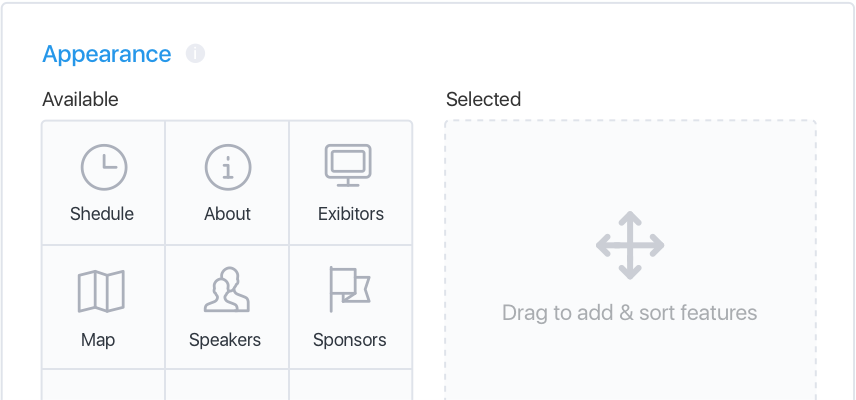 Appearance
Available
Selected
Shedule
About
Exibitors
Map
Speakers
Sponsors
Drag to add & sort features